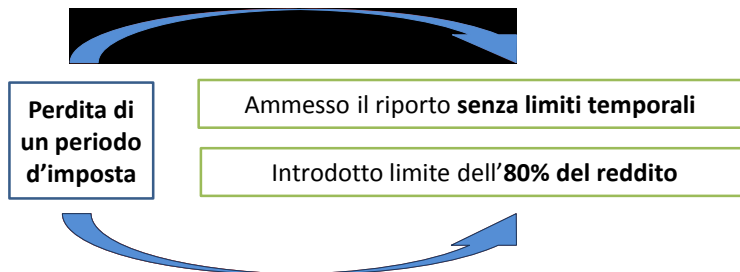 Perdita di
un periodo
d'imposta
Ammesso il riporto senza limiti temporali
Introdotto limite dell'80% del reddito